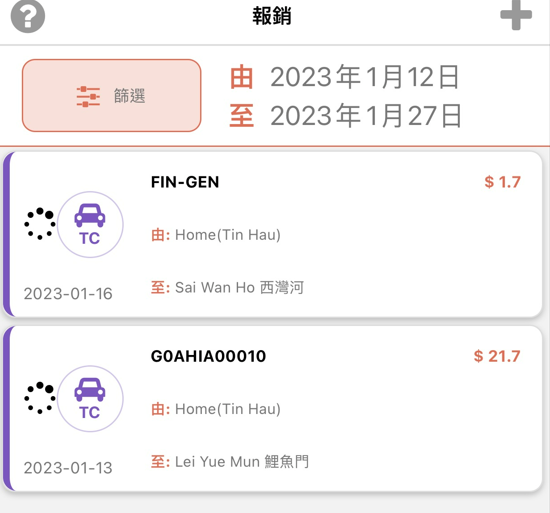 ?
報銷
篩選
由 2023年1月12日
至 2023年1月27日
FIN-GEN
$ 1.7
TC
由: Home(Tin Hau)
至: Sai Wan Ho 西灣河
2023-01-16
G0AHIA00010
$ 21.7
TC
由: Home(Tin Hau)
至: Lei Yue Mun 鯉魚門
2023-01-13